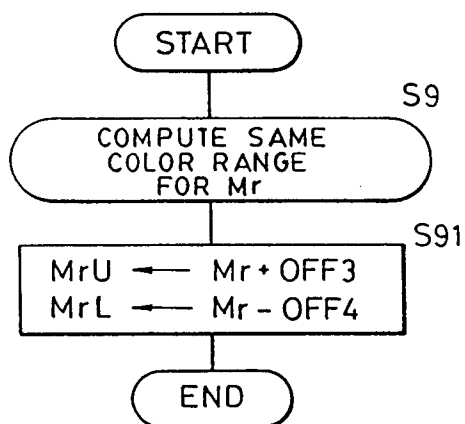 START
S9
COMPUTE SAME
COLOR RANGE
FOR Mr
S91
MrU ← Mr + OFF3
MrL ← Mr - OFF4
END